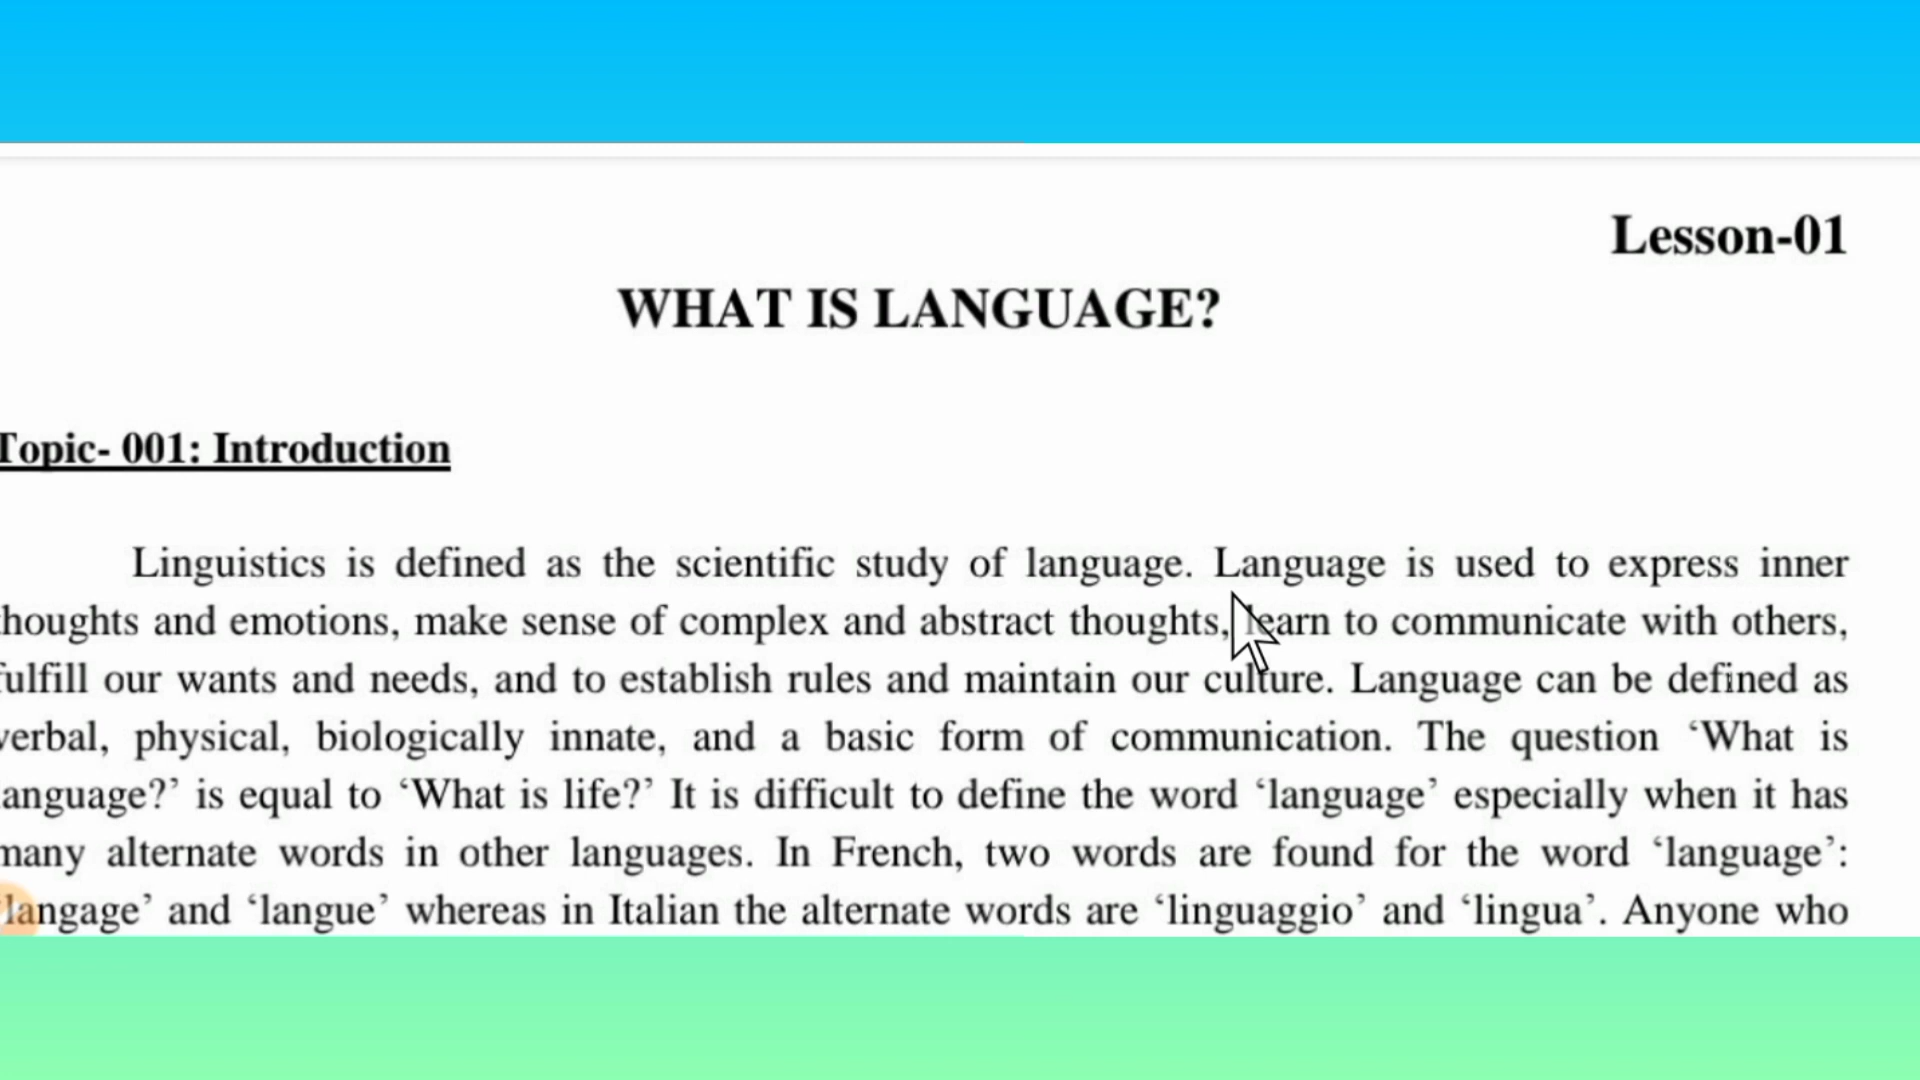 Lesson-01
WHAT IS LANGUAGE?
Topic- 001: Introduction
Linguistics is defined as the scientific study of language. Language is used to express inner
thoughts and emotions, make sense of complex and abstract thoughts, learn to communicate with others,
fulfill our wants and needs, and to establish rules and maintain our culture. Language can be defined as
verbal, physical, biologically innate, and a basic form of communication. The question ‘What is
language?’ is equal to ‘What is life?’ It is difficult to define the word ‘language’ especially when it has
many alternate words in other languages. In French, two words are found for the word ‘language’:
‘langage’ and ‘langue’ whereas in Italian the alternate words are ‘linguaggio’ and ‘lingua’. Anyone who